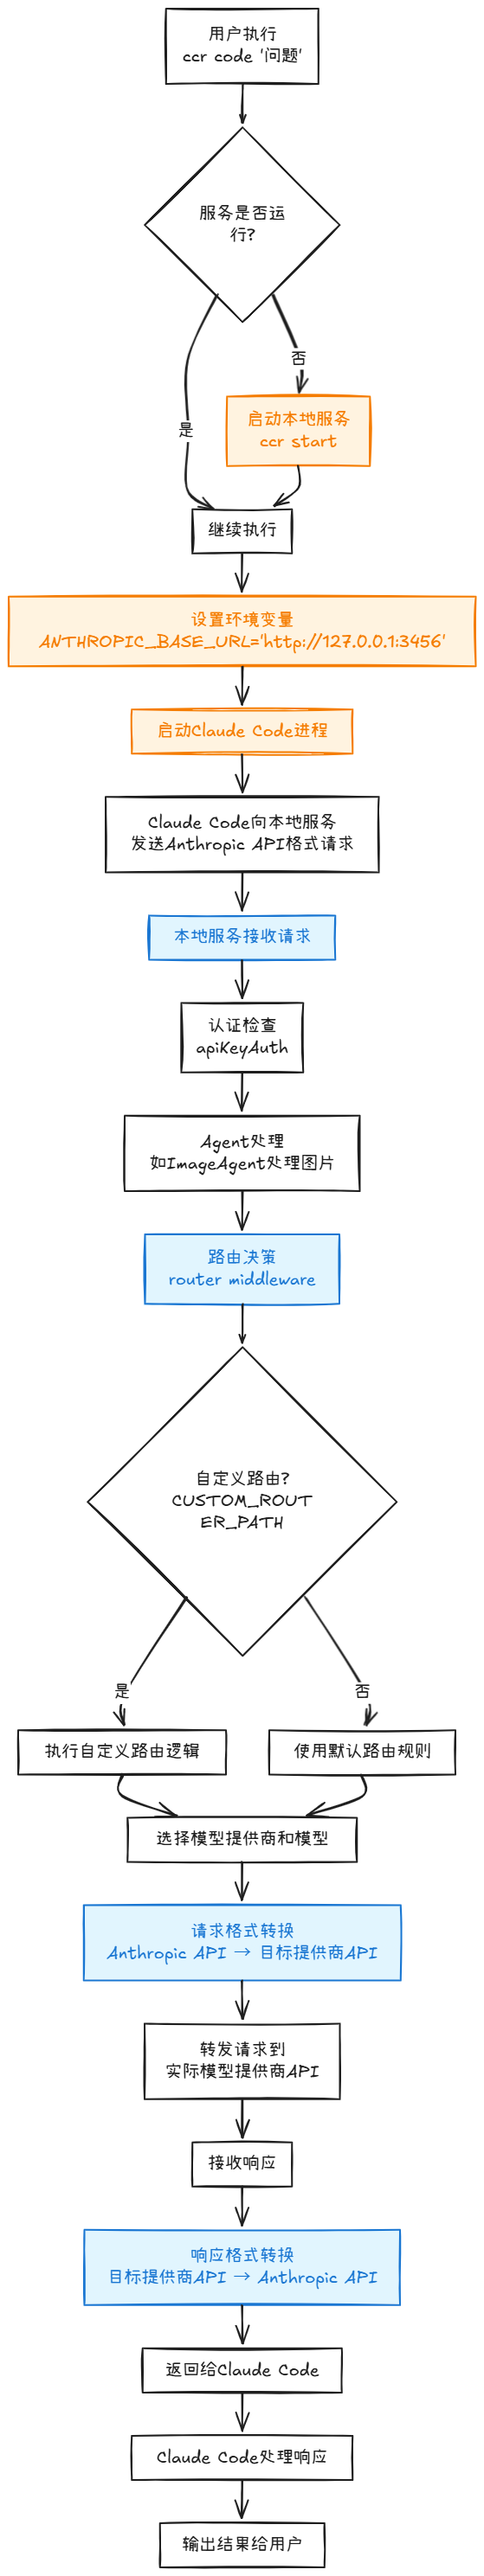 用户执行
ccr code '问题'
服务是否运
行?
否
启动本地服务
ccr start
是
继续执行
设置环境变量
ANTHROPIC_BASE_URL='http://127.0.0.1:3456'
启动Claude Code进程
Claude Code向本地服务
发送Anthropic API格式请求
本地服务接收请求
认证检查
apiKeyAuth
Agent处理
如ImageAgent处理图片
路由决策
router middleware
自定义路由?
CUSTOM_ROUT
ER_PATH
是
否
执行自定义路由逻辑
使用默认路由规则
选择模型提供商和模型
请求格式转换
Anthropic API → 目标提供商API
转发请求到
实际模型提供商API
接收响应
响应格式转换
目标提供商API → Anthropic API
返回给Claude Code
Claude Code处理响应
输出结果给用户